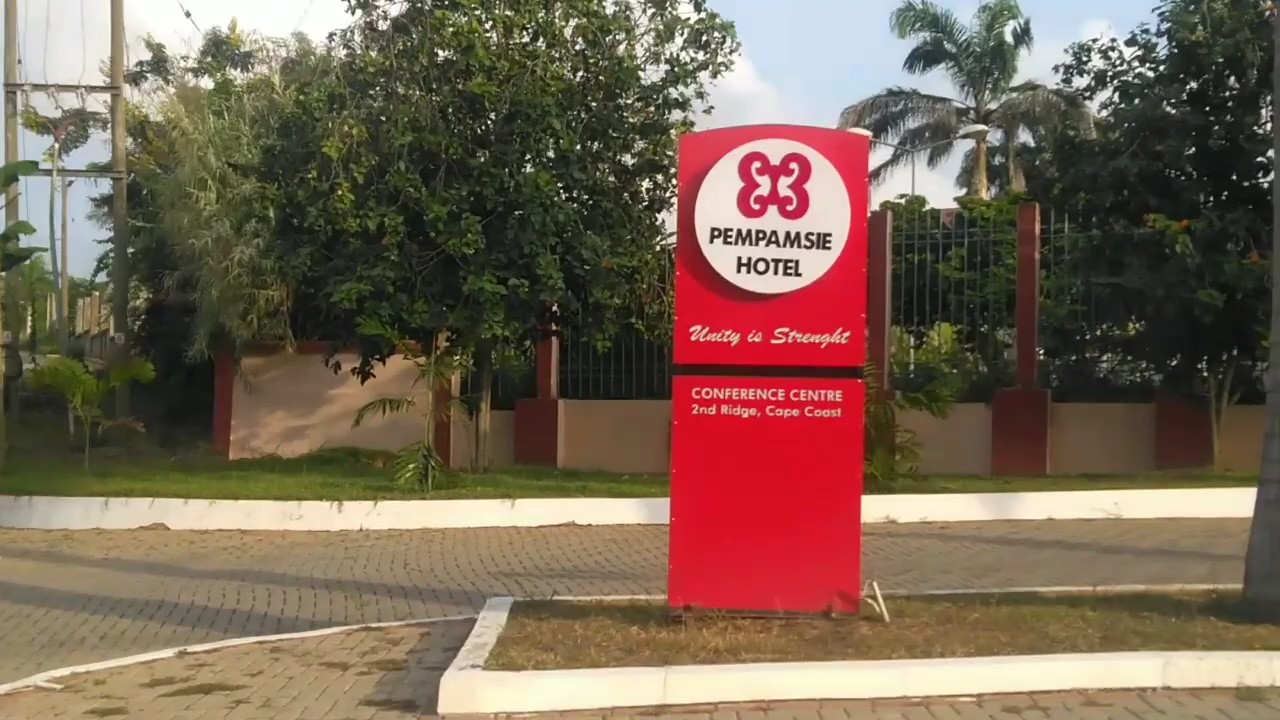 PEMPAMSIE
HOTEL
Unity is Strenght
CONFERENCE CENTRE
2nd Ridge, Cape Coast